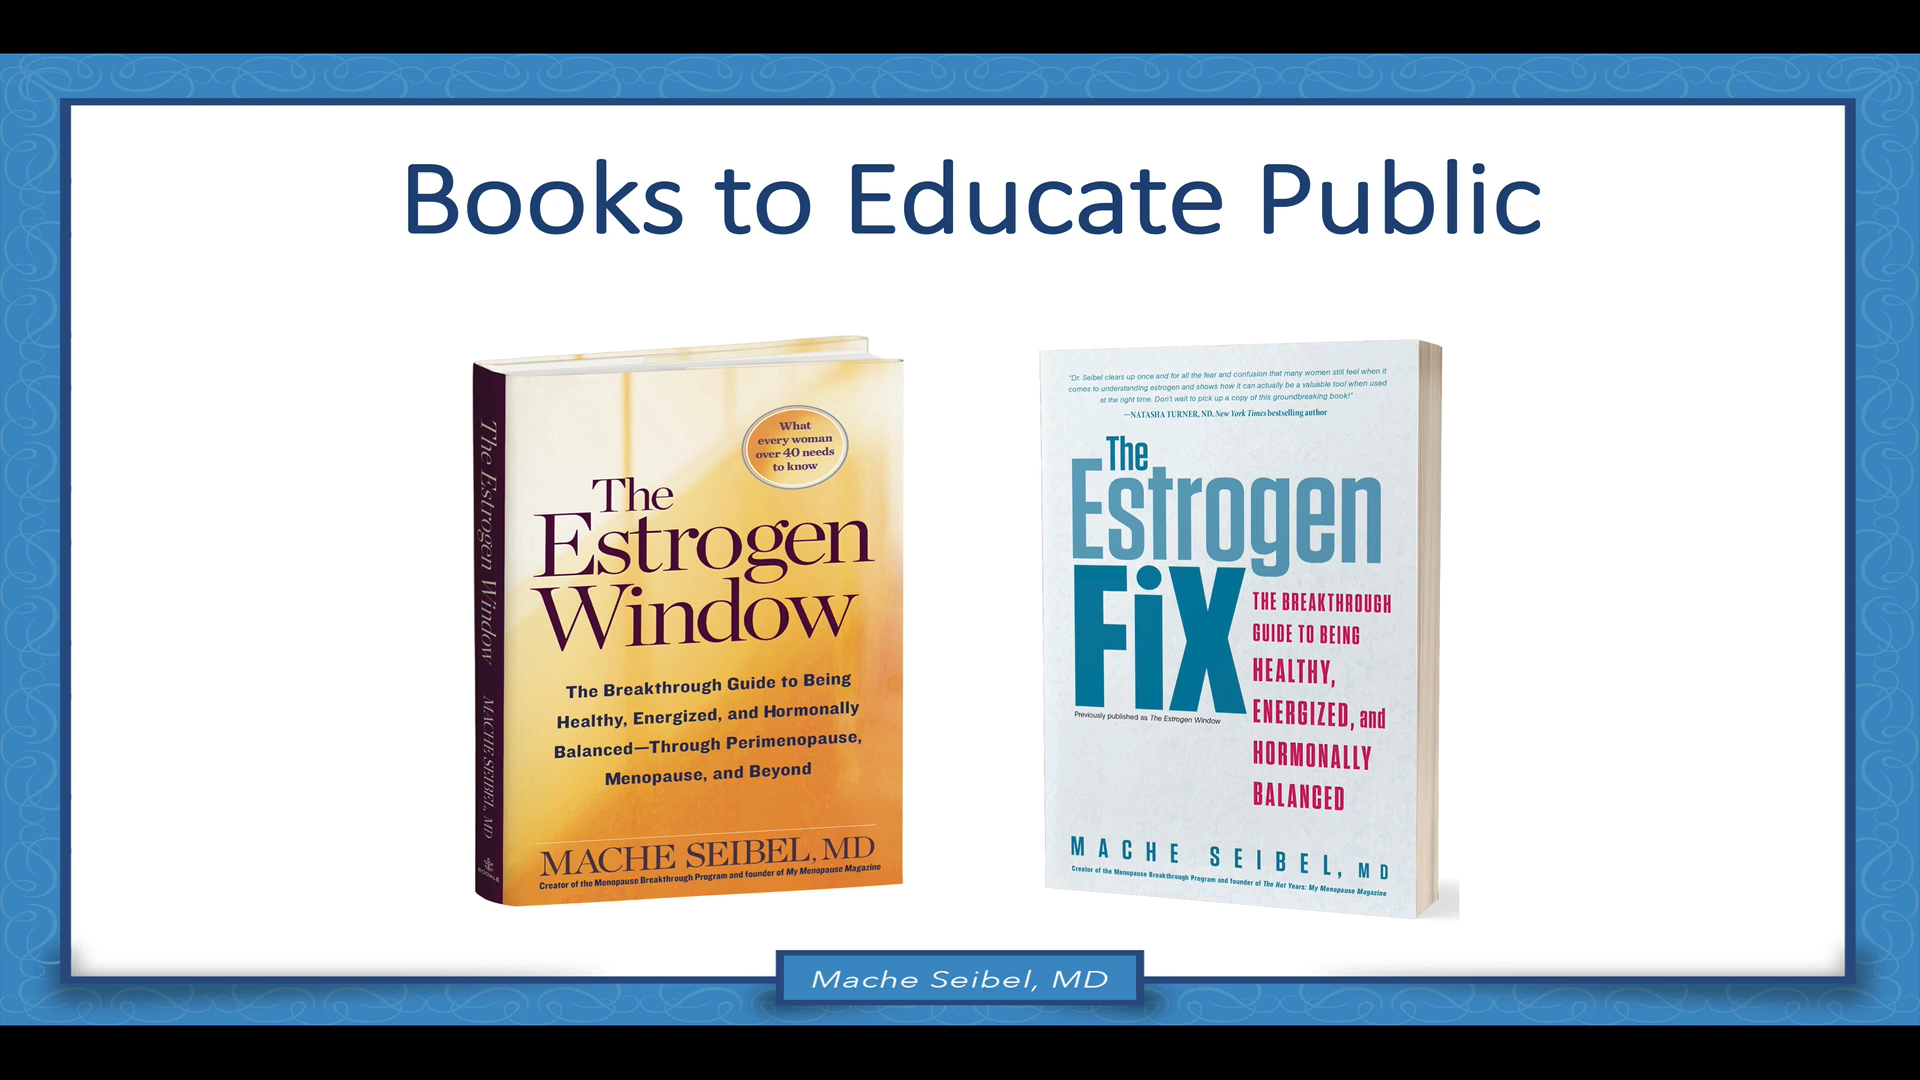 Books to Educate Public
The Estrogen Window
MACHE SEIBEL, MD
RODALE
What
every woman
over 40 needs
to know
The
Estrogen
Window
The Breakthrough Guide to Being
Healthy, Energized, and Hormonally
Balanced—Through Perimenopause,
Menopause, and Beyond
MACHE SEIBEL, MD
Creator of the Menopause Breakthrough Program and founder of My Menopause Magazine
"Dr. Seibel clears up once and for all the fear and confusion that many women still feel when it
comes to understanding estrogen and shows how it can actually be a valuable tool when used
at the right time. Don't wait to pick up a copy of this groundbreaking book!"
—NATASHA TURNER, ND, New York Times bestselling author
The
Estrogen
FiX
Previously published as The Estrogen Window
THE BREAKTHROUGH
GUIDE TO BEING
HEALTHY,
ENERGIZED, and
HORMONALLY
BALANCED
MACHE SEIBEL, MD
Creator of the Menopause Breakthrough Program and founder of The Hot Years: My Menopause Magazine
Mache Seibel, MD